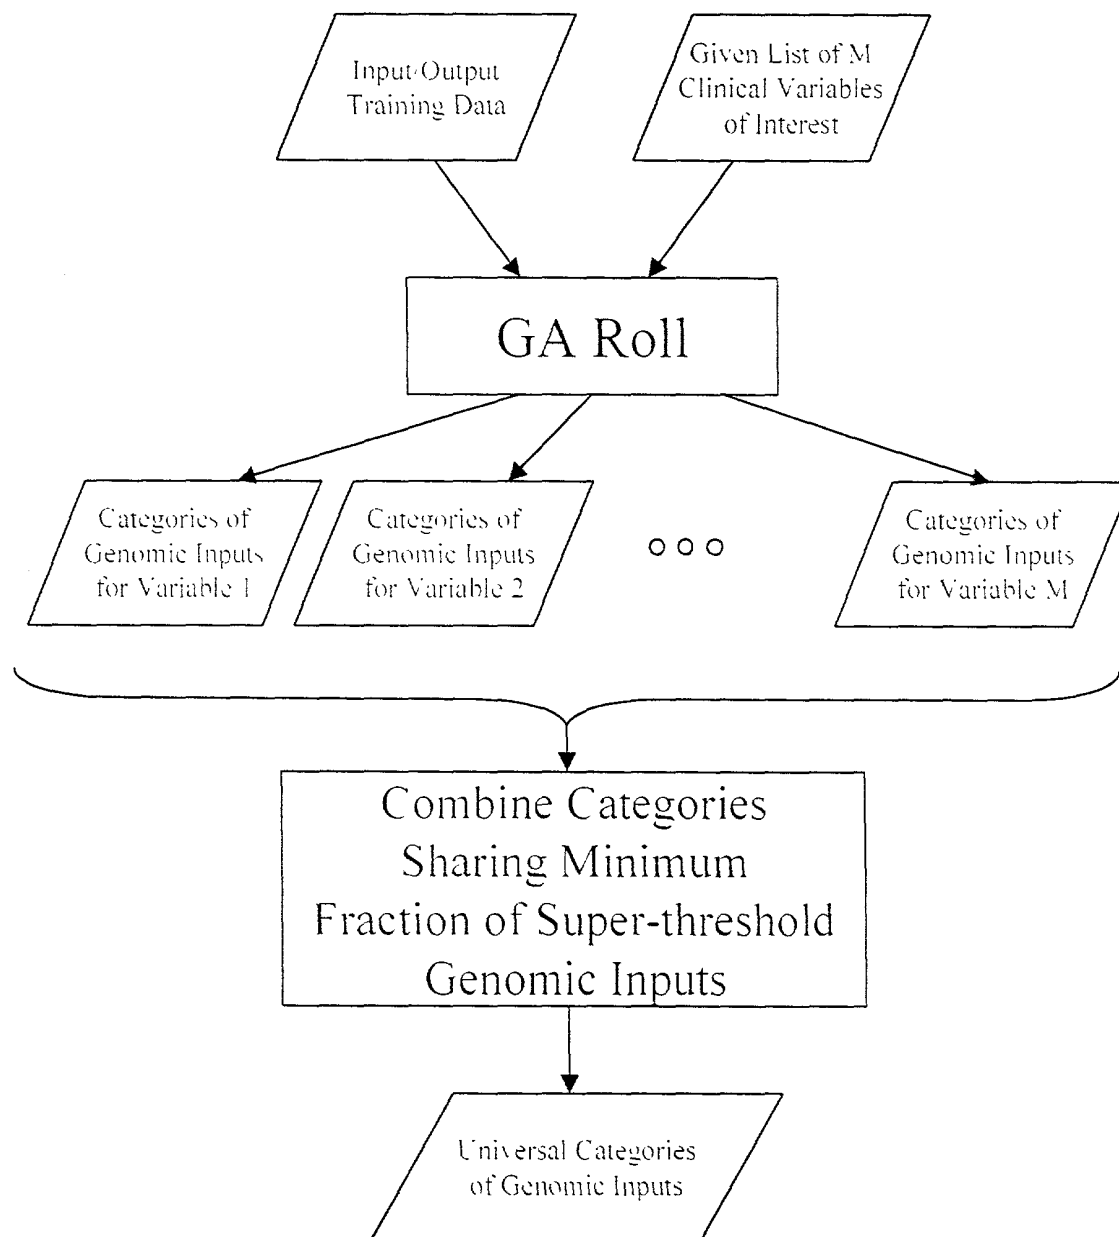 Input/Output
Training Data
Given List of M
Clinical Variables
of Interest
GA Roll
Categories of
Genomic Inputs
for Variable 1
Categories of
Genomic Inputs
for Variable 2
Categories of
Genomic Inputs
for Variable M
Combine Categories
Sharing Minimum
Fraction of Super-threshold
Genomic Inputs
Universal Categories
of Genomic Inputs